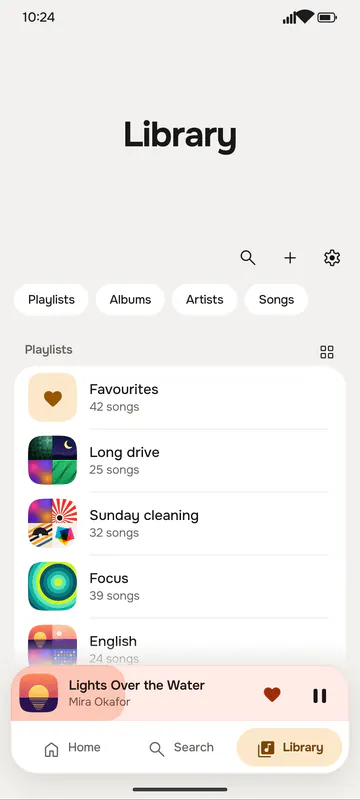 10:24
Library
Playlists
Albums
Artists
Songs
Playlists
Favourites
42 songs
Long drive
25 songs
Sunday cleaning
32 songs
Focus
39 songs
English
24 songs
Lights Over the Water
Mira Okafor
Home
Search
Library